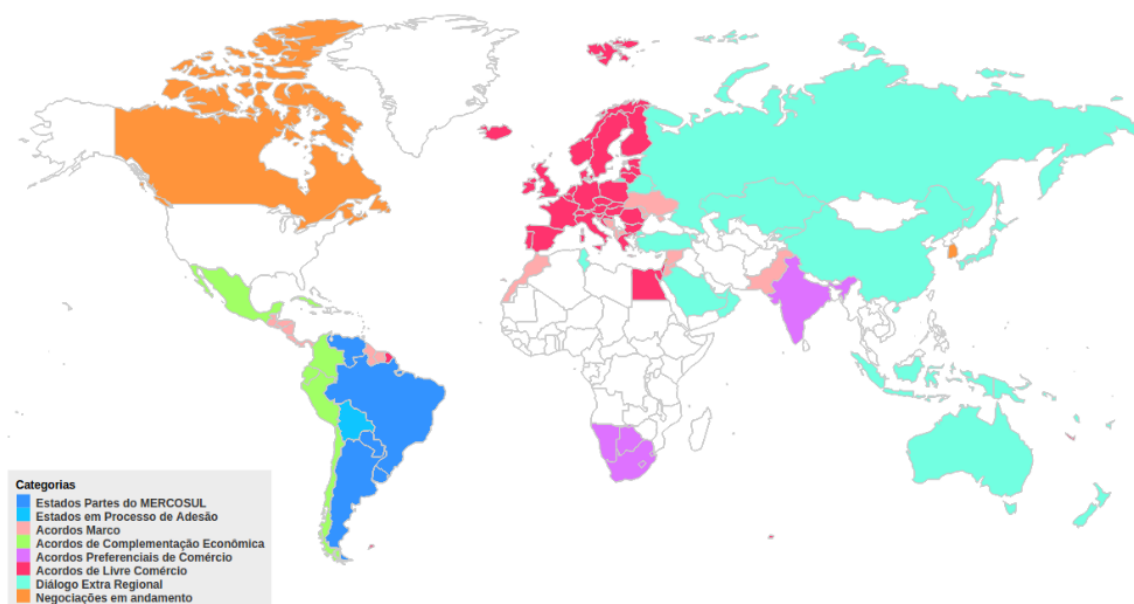 Categorias
Estados Partes do MERCOSUL
Estados em Processo de Adesão
Acordos Marco
Acordos de Complementação Econômica
Acordos Preferenciais de Comércio
Acordos de Livre Comércio
Diálogo Extra Regional
Negociações em andamento